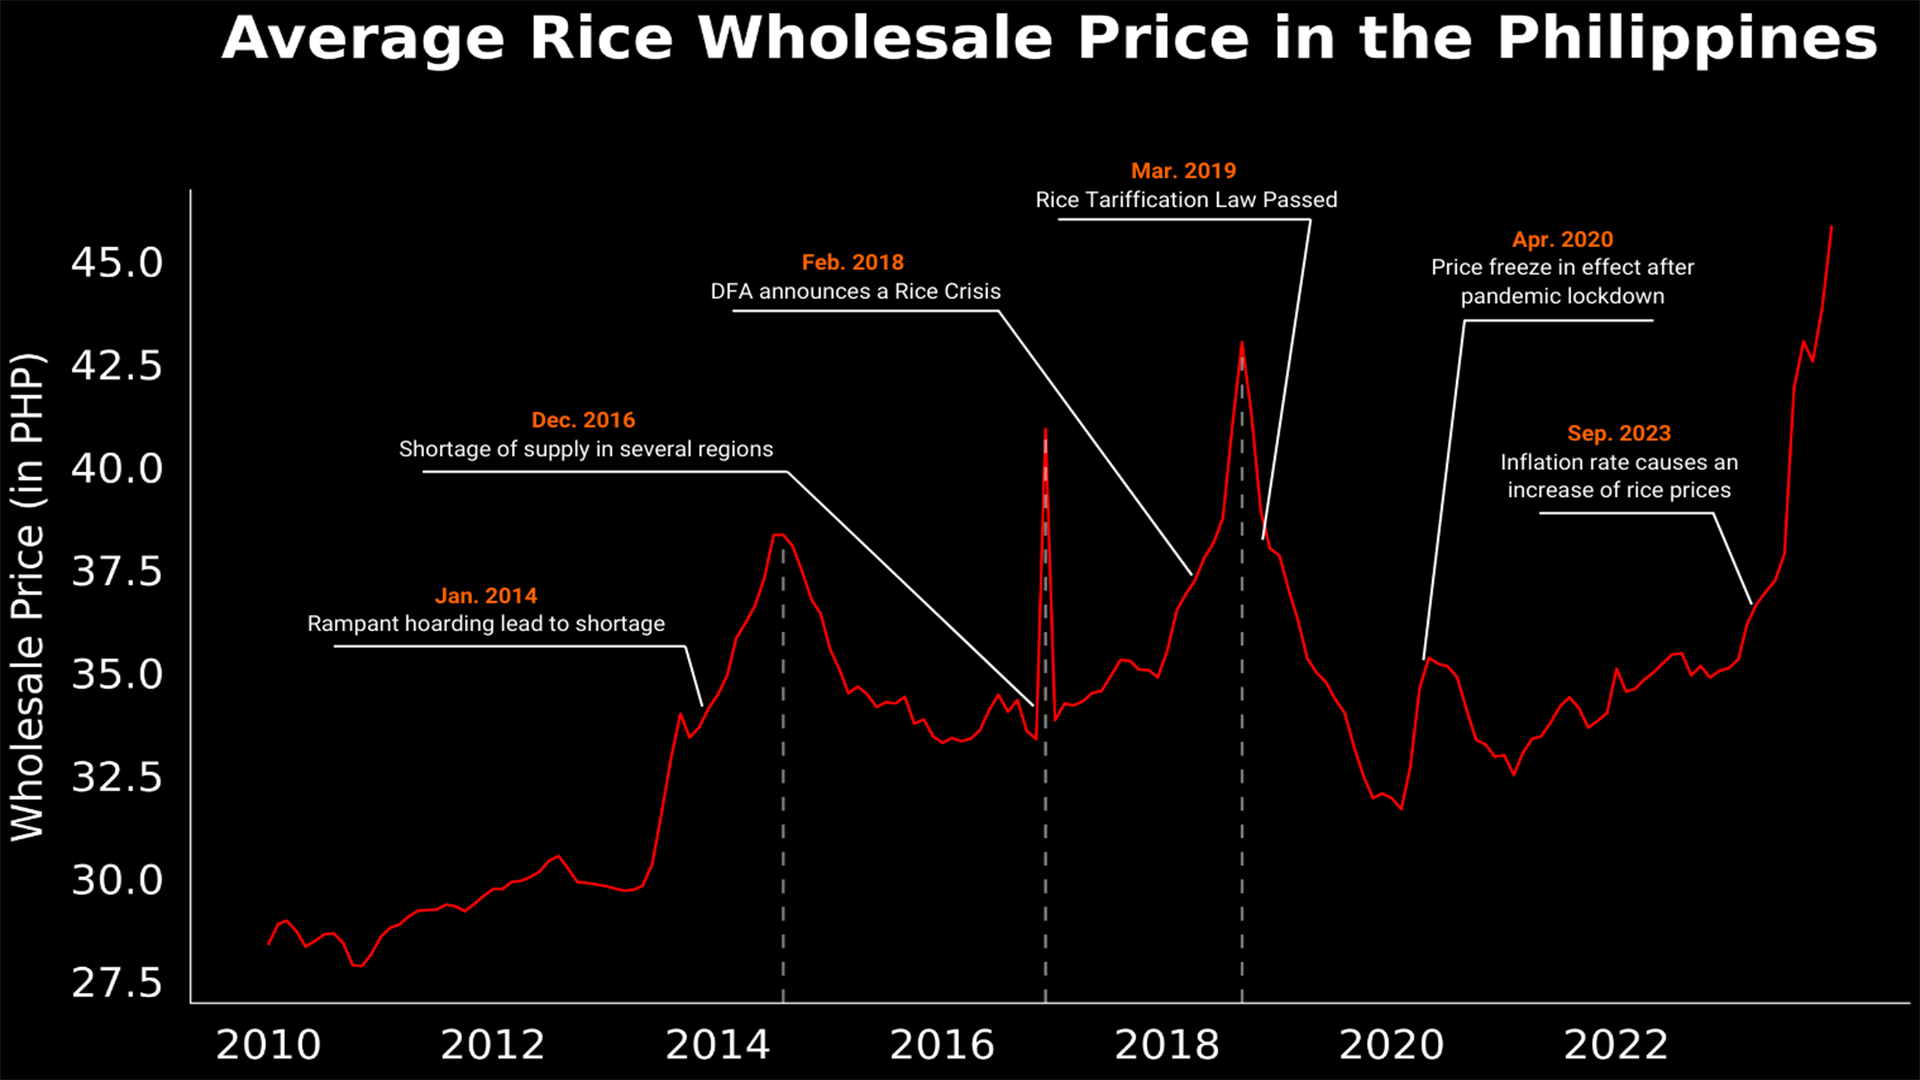 Average Rice Wholesale Price in the Philippines
Mar. 2019
Rice Tariffication Law Passed
Apr. 2020
Price freeze in effect after
pandemic lockdown
Feb. 2018
DFA announces a Rice Crisis
Dec. 2016
Shortage of supply in several regions
Sep. 2023
Inflation rate causes an
increase of rice prices
Jan. 2014
Rampant hoarding lead to shortage
Wholesale Price (in PHP)
45.0
42.5
40.0
37.5
35.0
32.5
30.0
27.5
2010 2012 2014 2016 2018 2020 2022